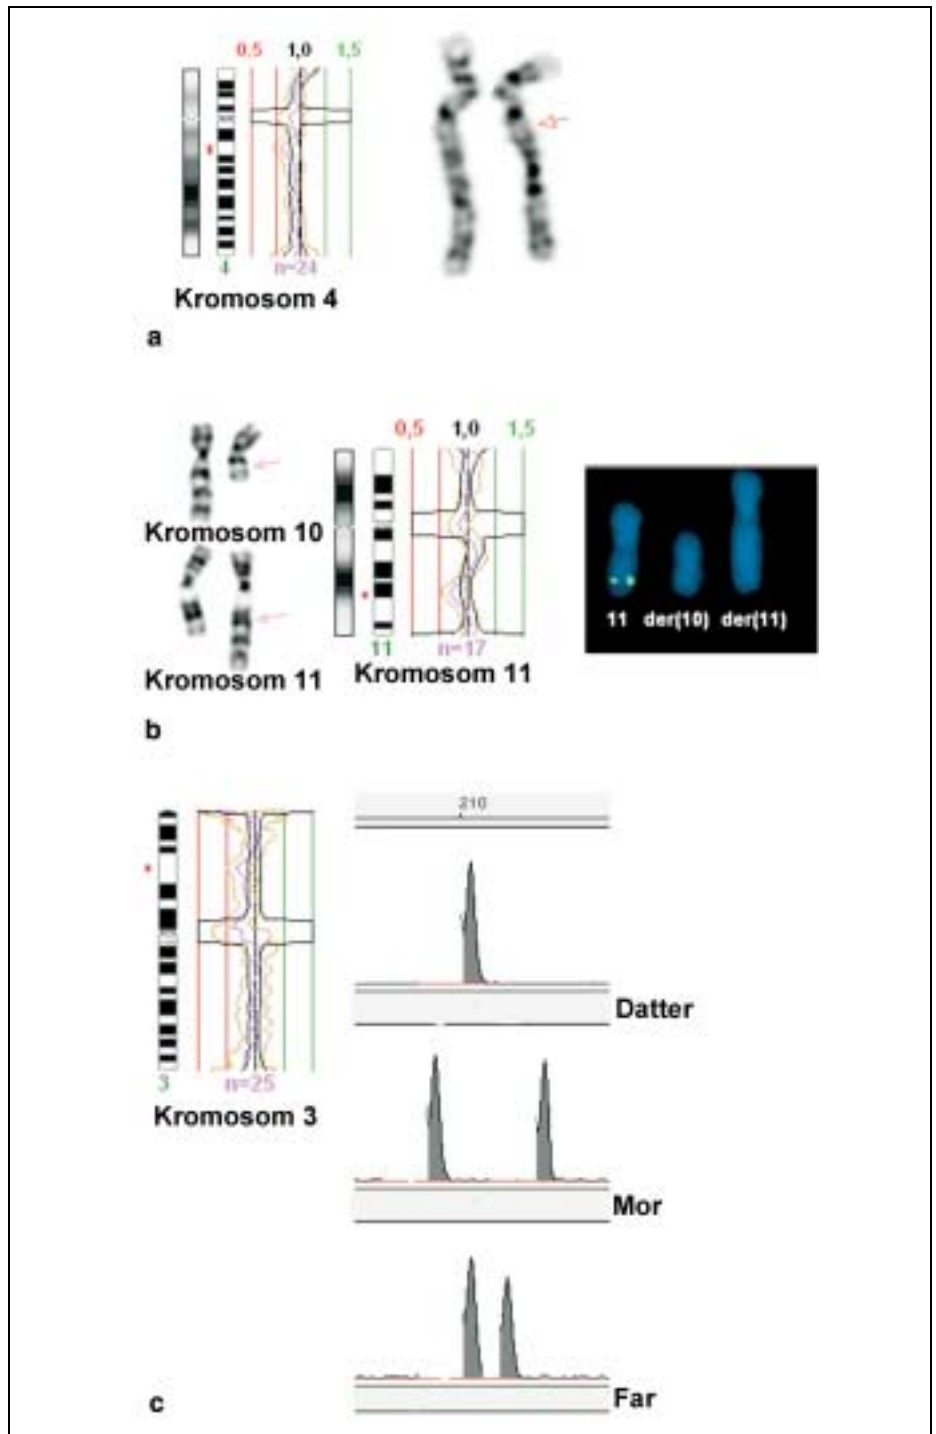 0,5 1,0 1,5
4 n=24
Kromosom 4
a
0,5 1,0 1,5
Kromosom 10
11 der(10) der(11)
11 n=17
Kromosom 11
Kromosom 11
b
210
Datter
3 n=25
Kromosom 3
Mor
Far
c